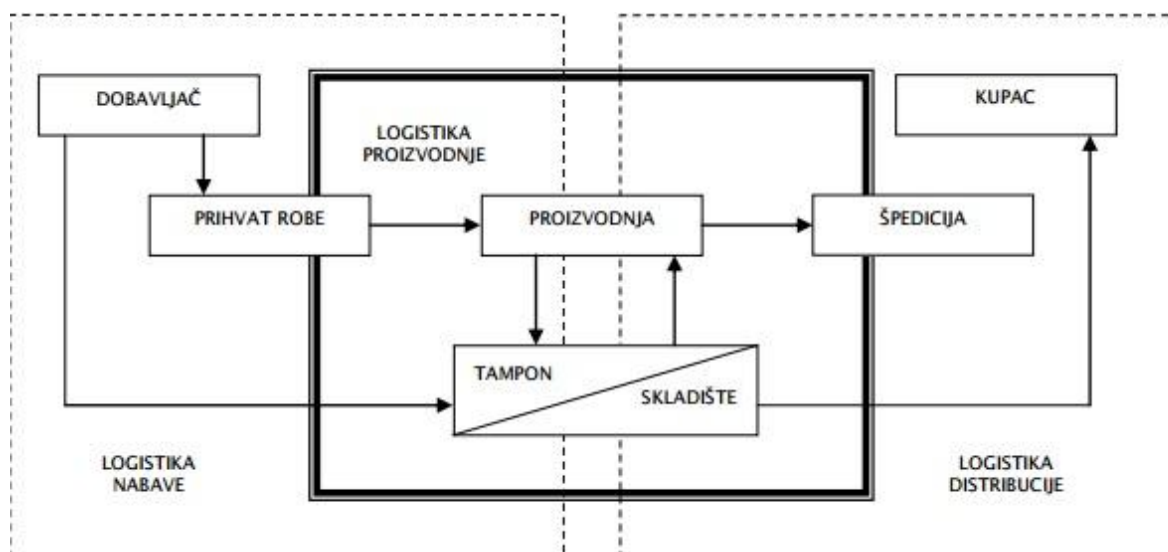 DOBAVLJAČ
KUPAC
LOGISTIKA
PROIZVODNJE
PRIHVAT ROBE
PROIZVODNJA
ŠPEDICIJA
TAMPON
SKLADIŠTE
LOGISTIKA
NABAVE
LOGISTIKA
DISTRIBUCIJE